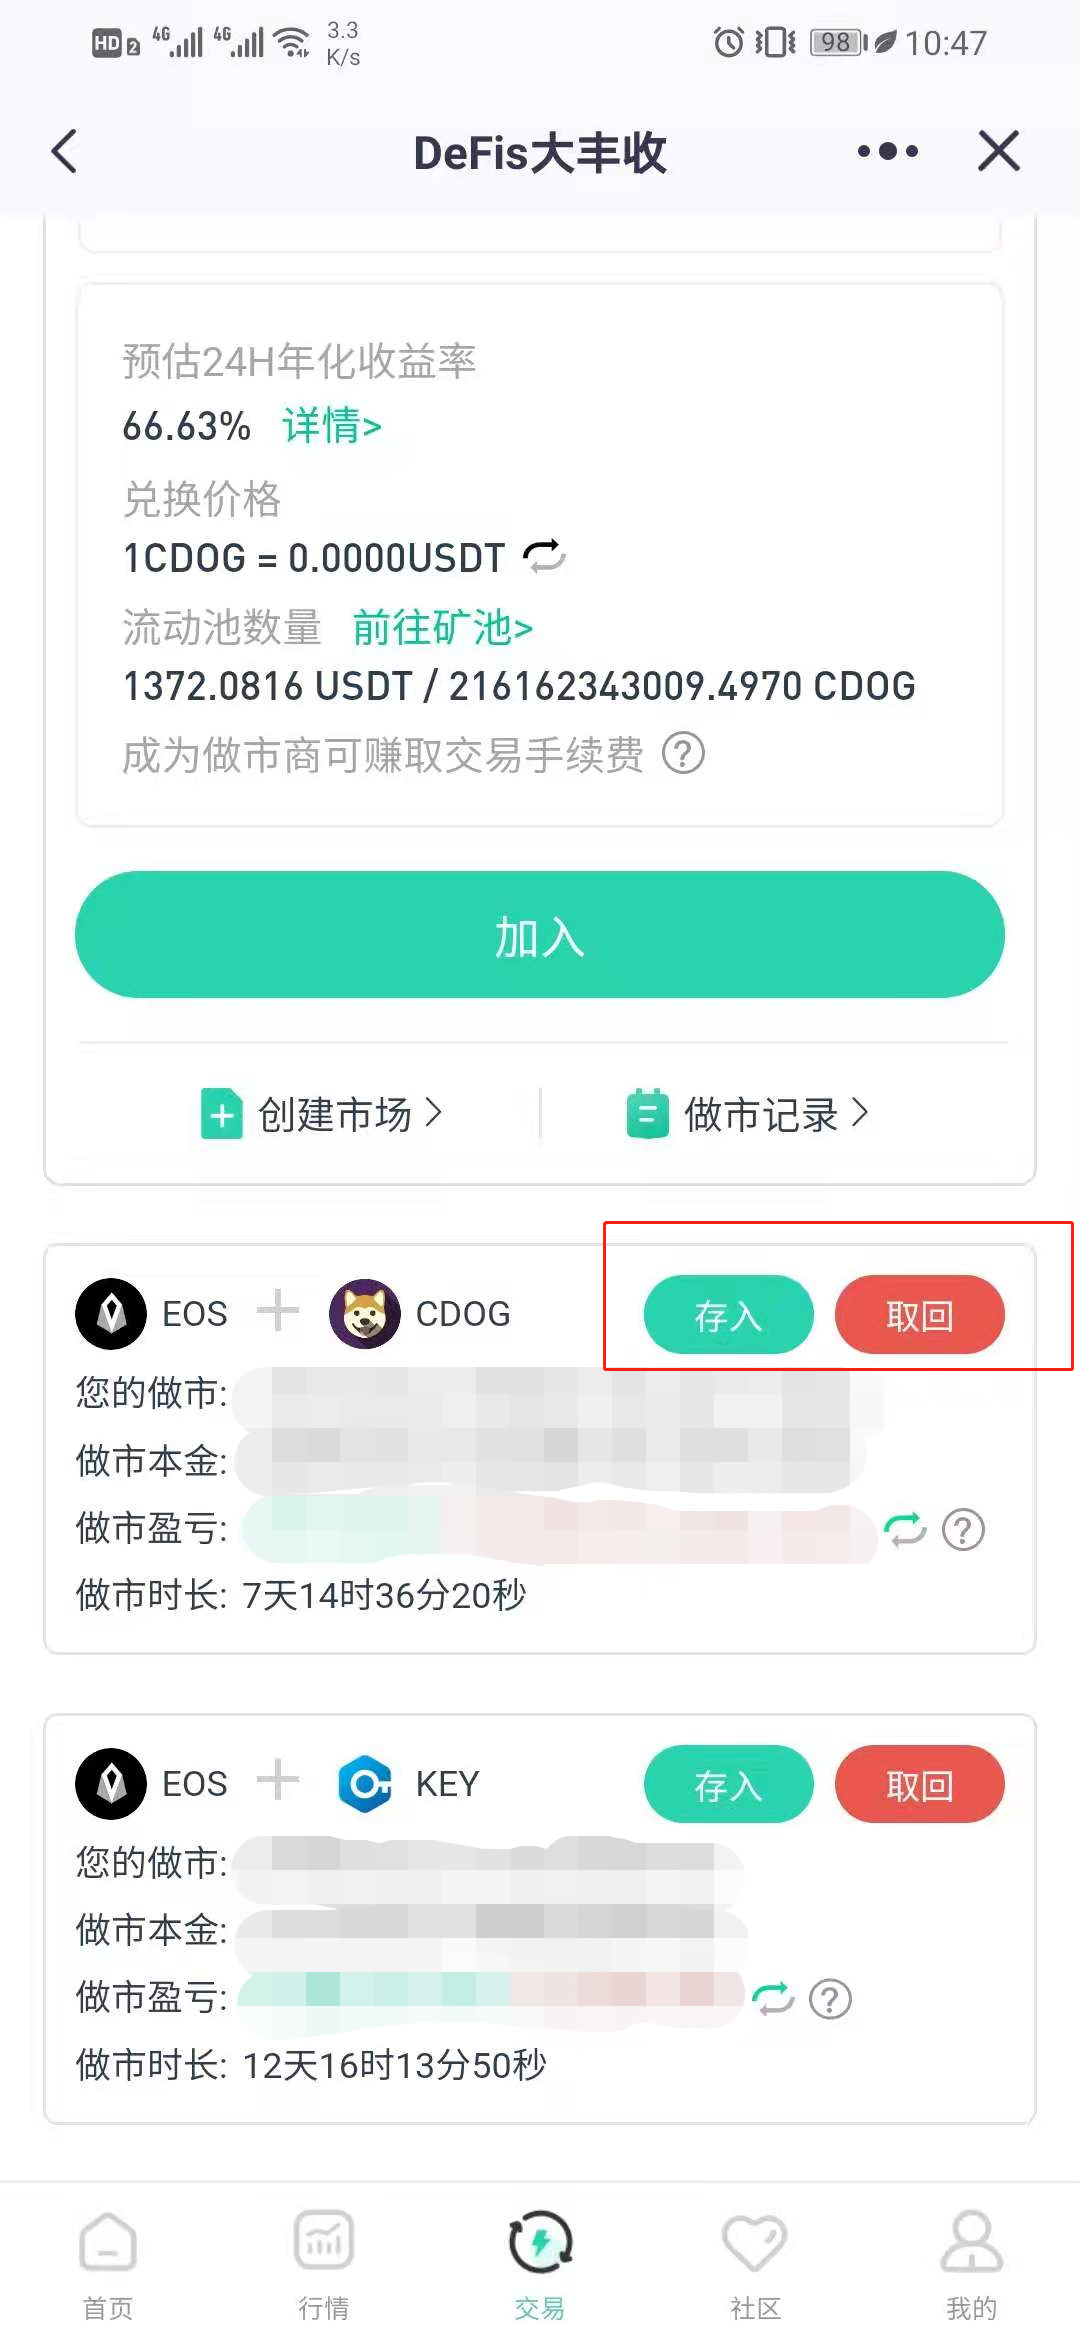 HD 2 4G 4G 3.3 K/s 98 10:47
DeFis大丰收
预估24H年化收益率
66.63% 详情>
兑换价格
1CDOG = 0.0000USDT
流动池数量 前往矿池>
1372.0816 USDT / 216162343009.4970 CDOG
成为做市商可赚取交易手续费 ?
加入
创建市场 > 做市记录 >
EOS + CDOG 存入 取回
您的做市:
做市本金:
做市盈亏: ?
做市时长: 7天14时36分20秒
EOS + KEY 存入 取回
您的做市:
做市本金:
做市盈亏: ?
做市时长: 12天16时13分50秒
首页 行情 交易 社区 我的